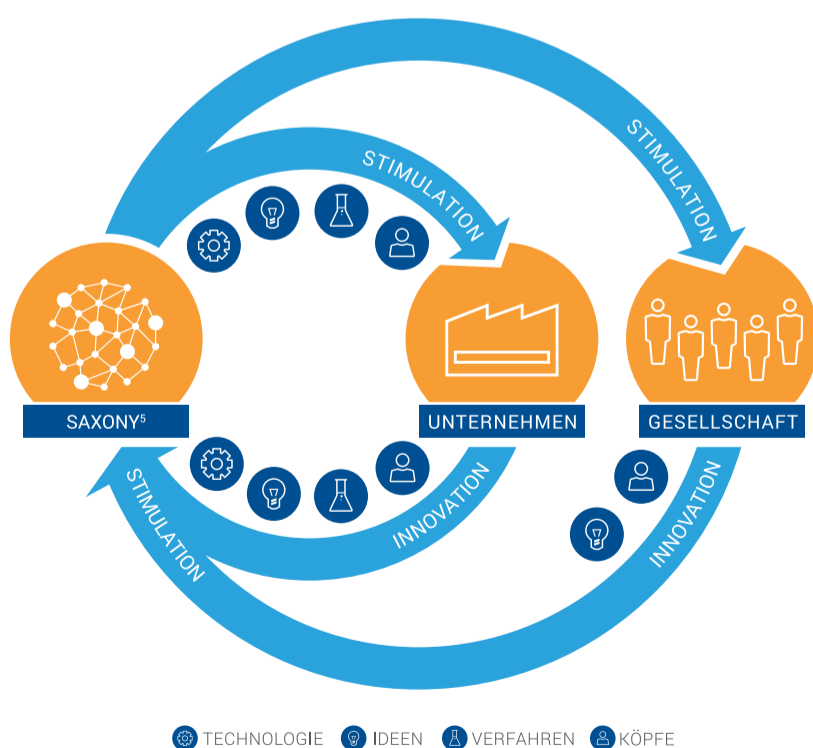 STIMULATION
STIMULATION
SAXONY⁵
UNTERNEHMEN
GESELLSCHAFT
STIMULATION
INNOVATION
INNOVATION
TECHNOLOGIE
IDEEN
VERFAHREN
KÖPFE